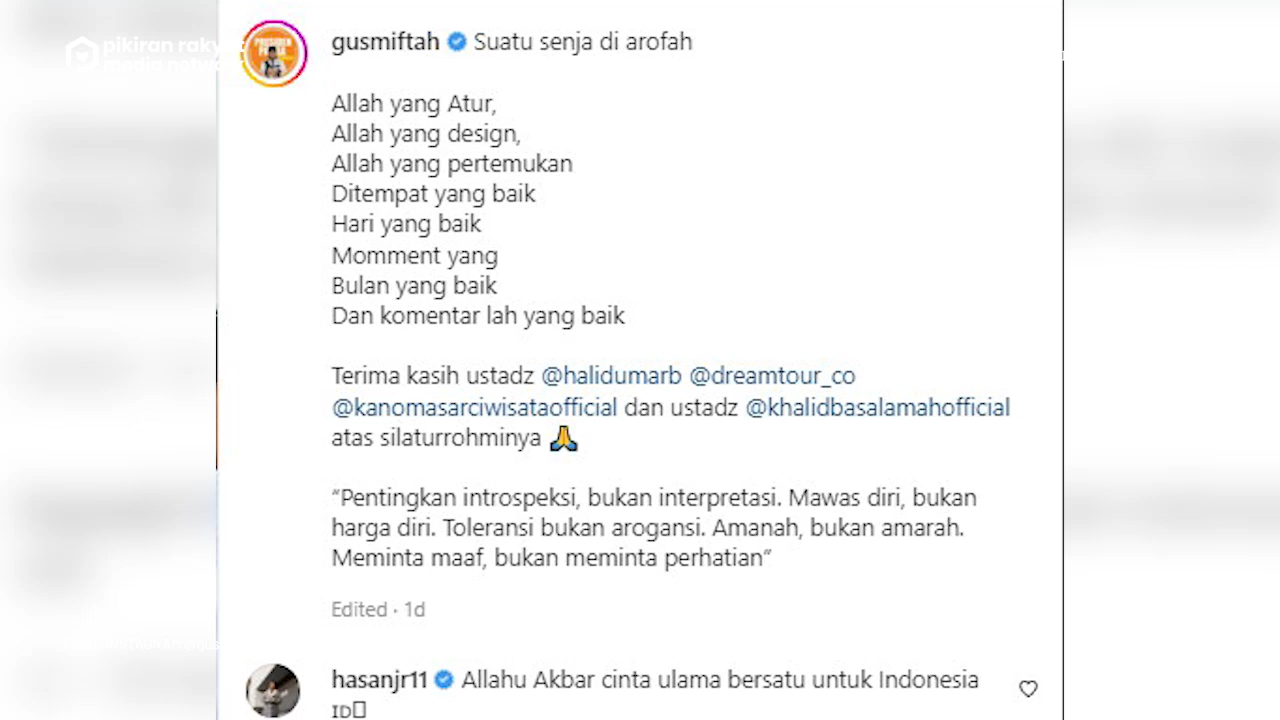 pikiran rakyat
media network
gusmiftah Suatu senja di arofah
Allah yang Atur,
Allah yang design,
Allah yang pertemukan
Ditempat yang baik
Hari yang baik
Momment yang
Bulan yang baik
Dan komentar lah yang baik
Terima kasih ustadz @halidumarb @dreamtour_co
@kanomasarciwisataofficial dan ustadz @khalidbasalamahofficial
atas silaturrohminya 🙏
“Pentingkan introspeksi, bukan interpretasi. Mawas diri, bukan
harga diri. Toleransi bukan arogansi. Amanah, bukan amarah.
Meminta maaf, bukan meminta perhatian”
Edited · 1d
hasanjr11 Allahu Akbar cinta ulama bersatu untuk Indonesia
ID